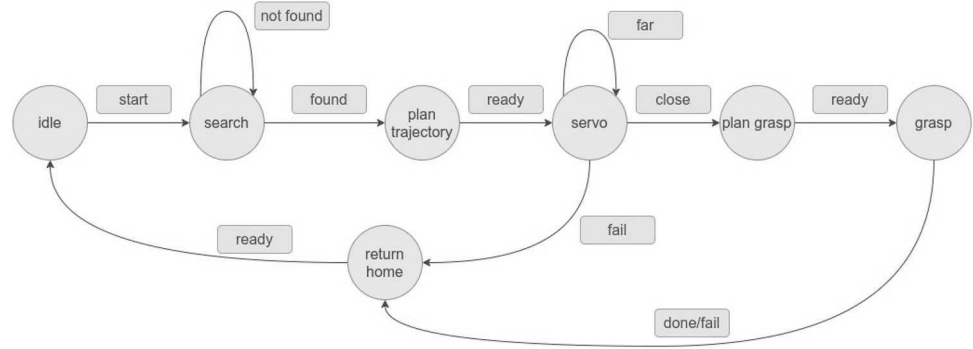 not found
far
start
found
ready
close
ready
idle
search
plan
trajectory
servo
plan grasp
grasp
fail
ready
return
home
done/fail